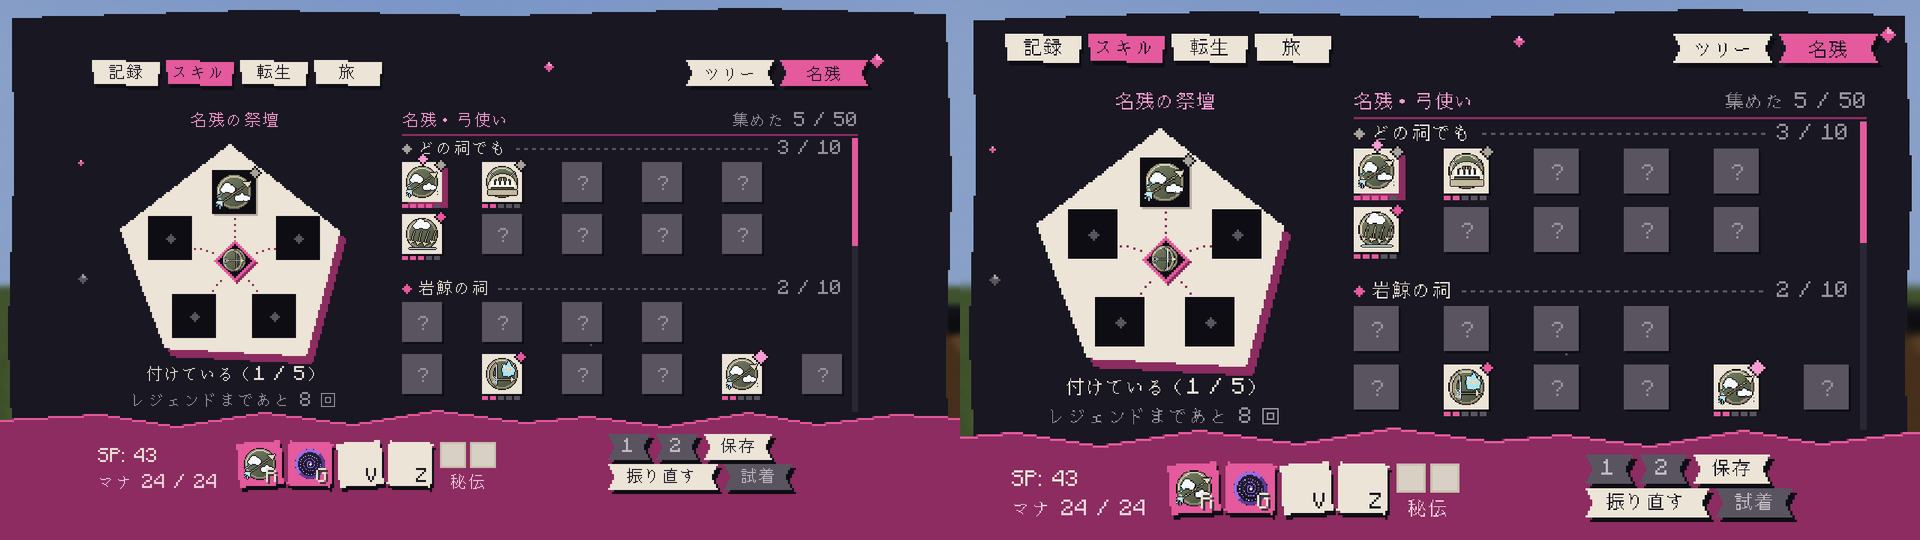 記録 スキル 転生 旅 ツリー 名残
名残の祭壇
名残・弓使い 集めた 5 / 50
どの祠でも 3 / 10
? ? ?
? ? ? ?
岩鯨の祠 2 / 10
? ? ? ?
? ? ? ?
付けている (1 / 5)
レジェンドまであと 8 回
SP: 43
マナ 24 / 24
R G V Z
秘伝
1 2 保存
振り直す 試着
記録 スキル 転生 旅 ツリー 名残
名残の祭壇
名残・弓使い 集めた 5 / 50
どの祠でも 3 / 10
? ? ?
? ? ? ?
岩鯨の祠 2 / 10
? ? ? ?
? ? ? ?
付けている (1 / 5)
レジェンドまであと 8 回
SP: 43
マナ 24 / 24
R G V Z
秘伝
1 2 保存
振り直す 試着